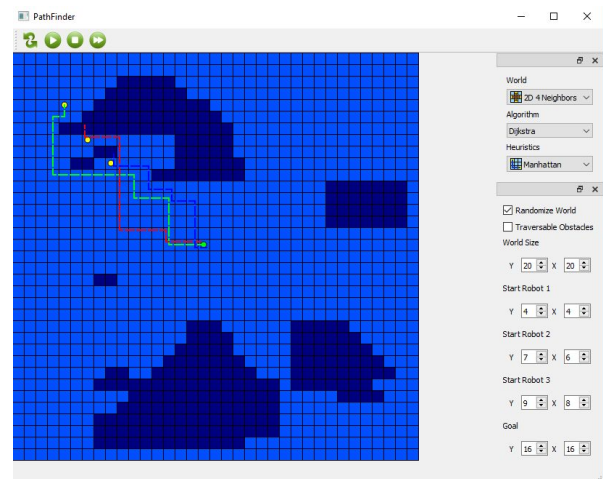 PathFinder
World
2D 4 Neighbors
Algorithm
Dijkstra
Heuristics
Manhattan
Randomize World
Traversable Obstacles
World Size
Y 20 X 20
Start Robot 1
Y 4 X 4
Start Robot 2
Y 7 X 6
Start Robot 3
Y 9 X 8
Goal
Y 16 X 16